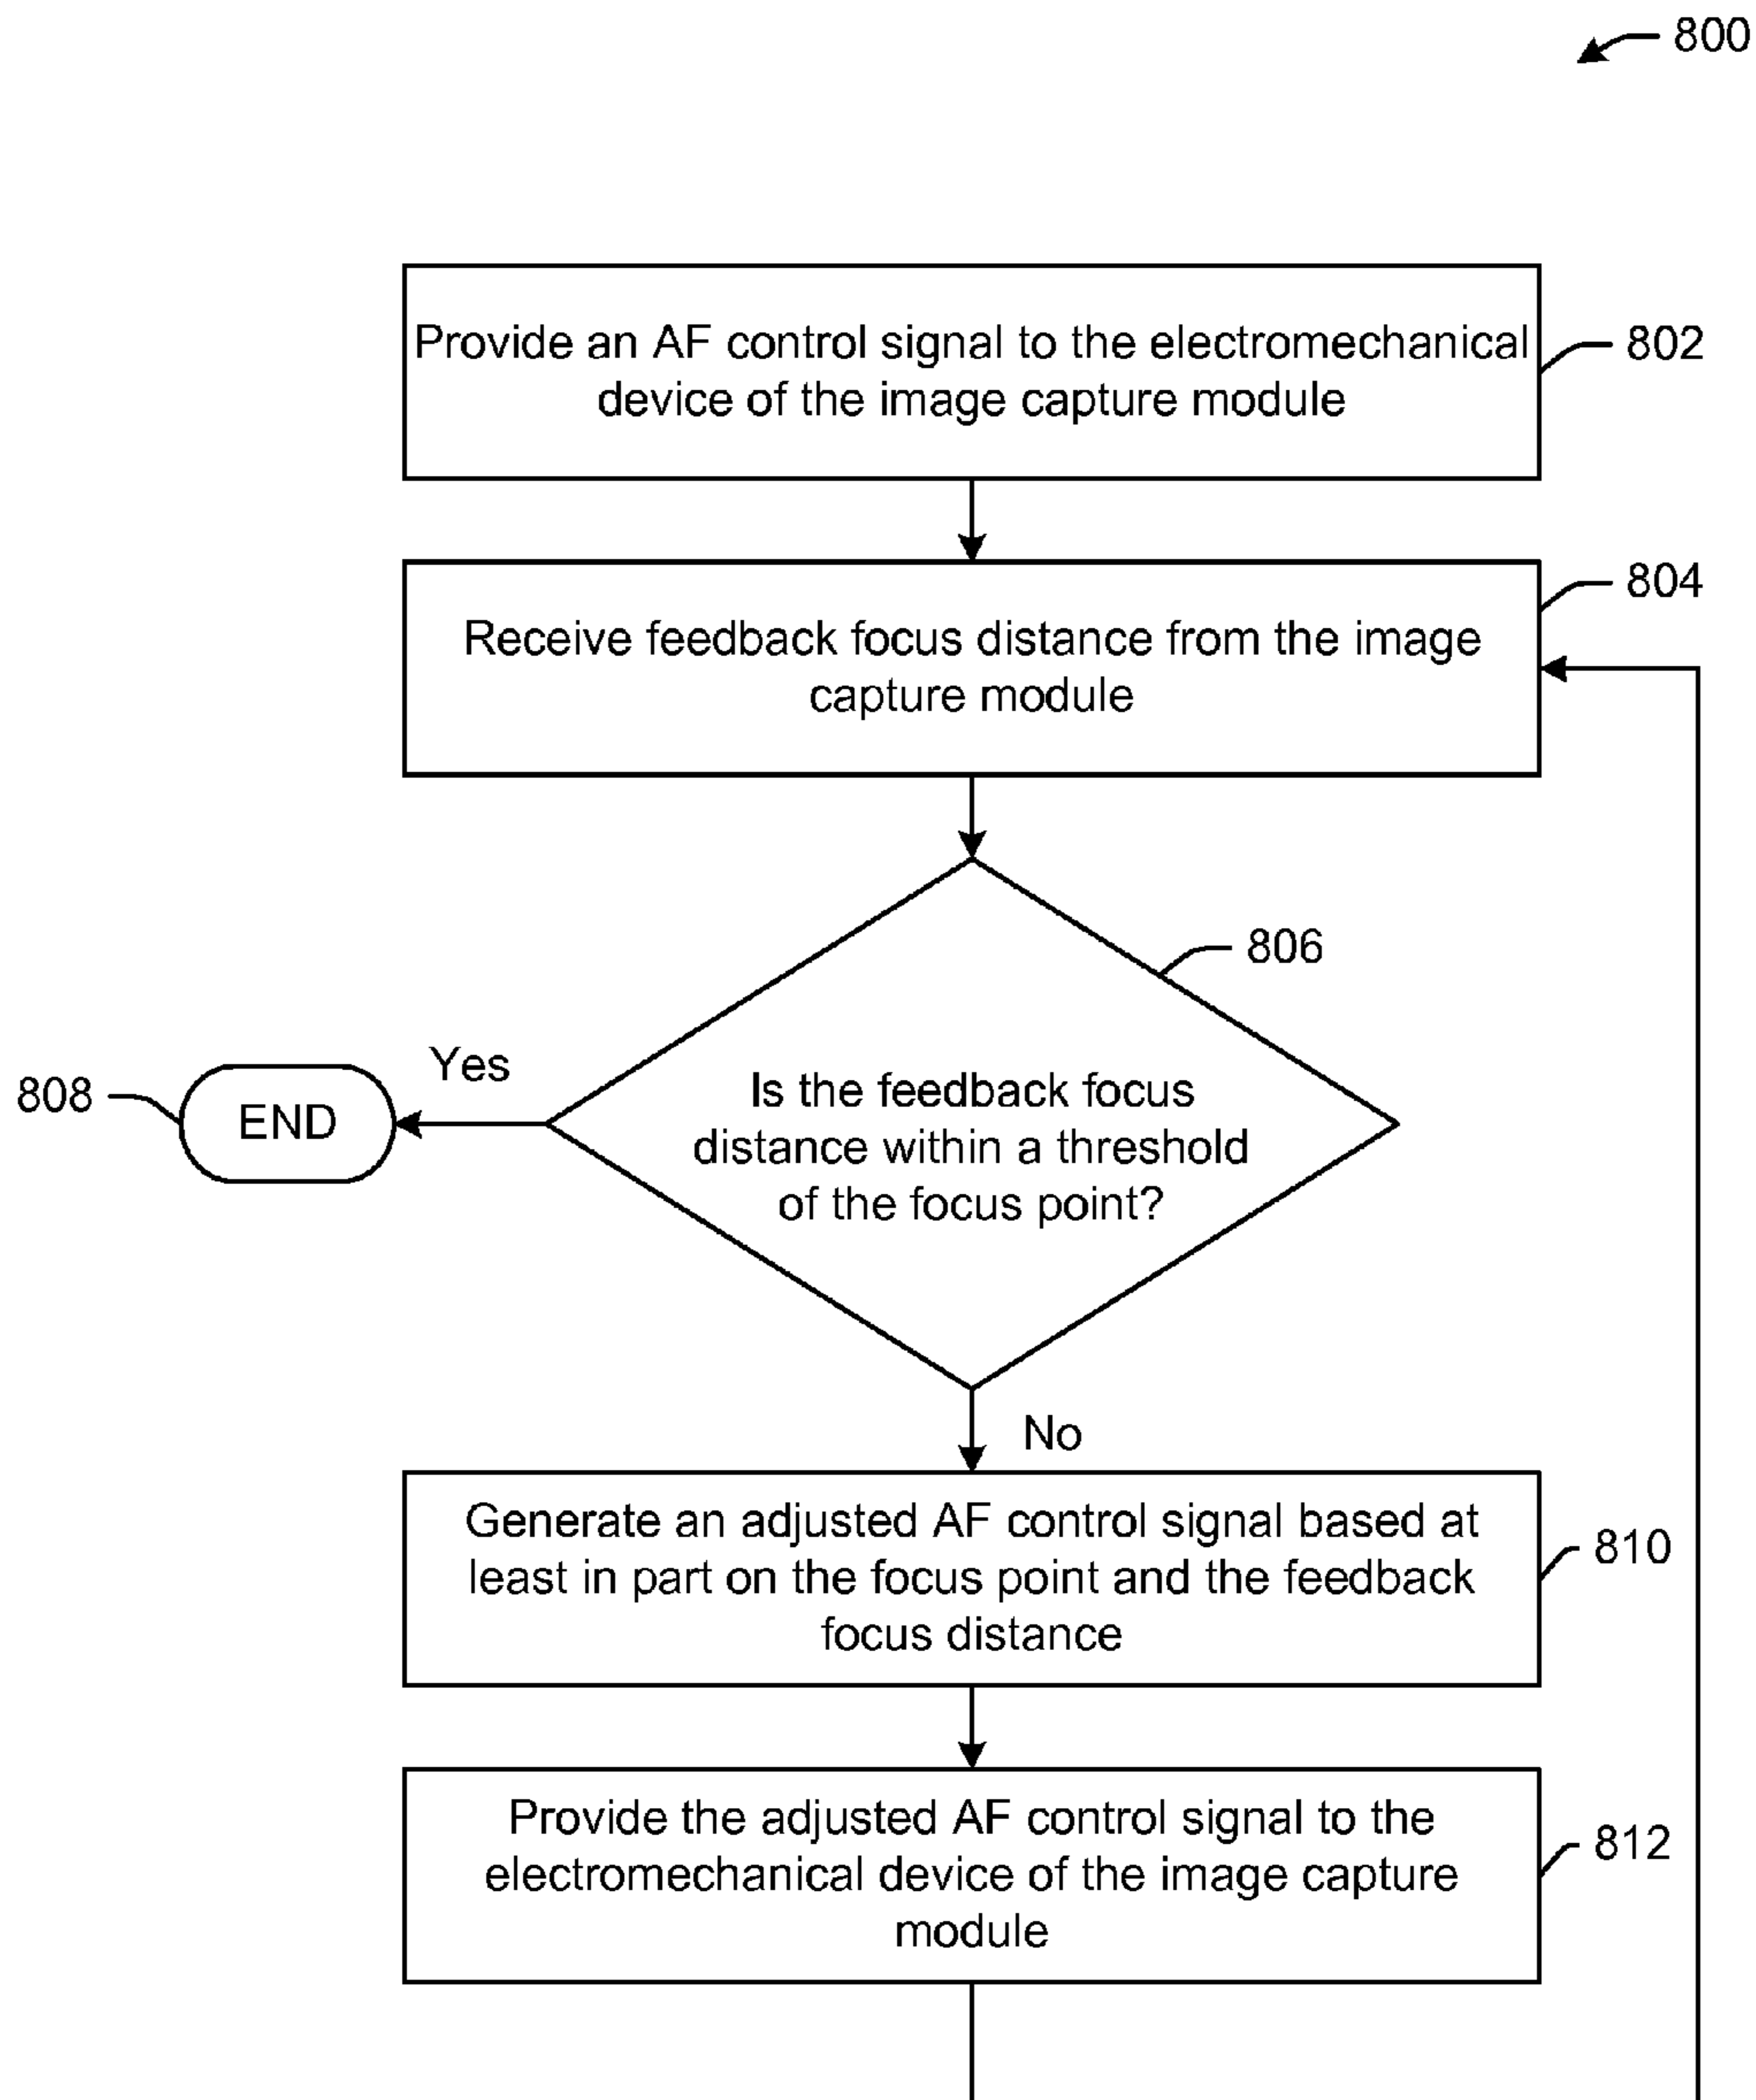 800
Provide an AF control signal to the electromechanical
device of the image capture module
802
Receive feedback focus distance from the image
capture module
804
806
Is the feedback focus
distance within a threshold
of the focus point?
Yes
END
808
No
Generate an adjusted AF control signal based at
least in part on the focus point and the feedback
focus distance
810
Provide the adjusted AF control signal to the
electromechanical device of the image capture
module
812